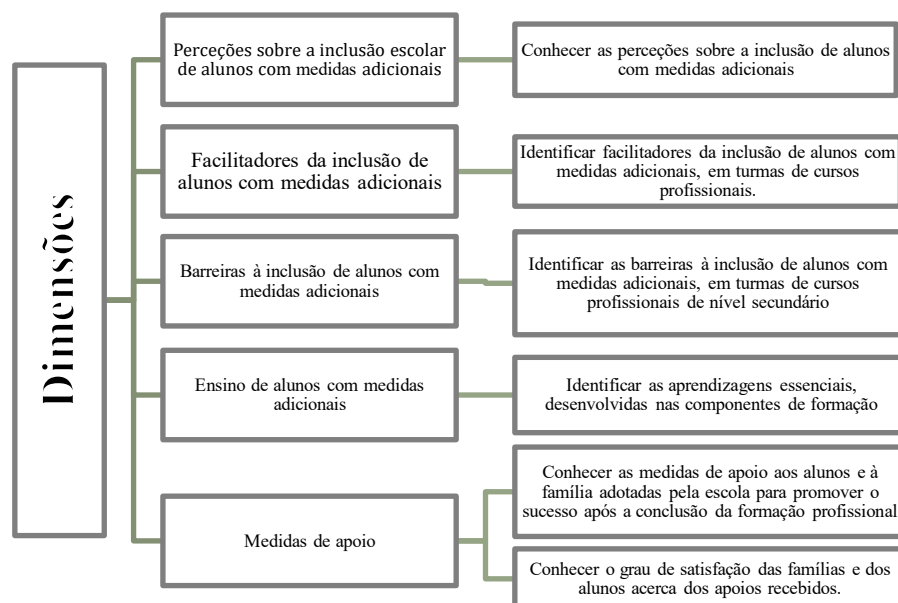 Dimensões
Perceções sobre a inclusão escolar
de alunos com medidas adicionais
Conhecer as perceções sobre a inclusão de alunos
com medidas adicionais
Facilitadores da inclusão de
alunos com medidas adicionais
Identificar facilitadores da inclusão de alunos com
medidas adicionais, em turmas de cursos
profissionais.
Barreiras à inclusão de alunos com
medidas adicionais
Identificar as barreiras à inclusão de alunos com
medidas adicionais, em turmas de cursos
profissionais de nível secundário
Ensino de alunos com medidas
adicionais
Identificar as aprendizagens essenciais,
desenvolvidas nas componentes de formação
Medidas de apoio
Conhecer as medidas de apoio aos alunos e à
família adotadas pela escola para promover o
sucesso após a conclusão da formação profissional
Conhecer o grau de satisfação das famílias e dos
alunos acerca dos apoios recebidos.